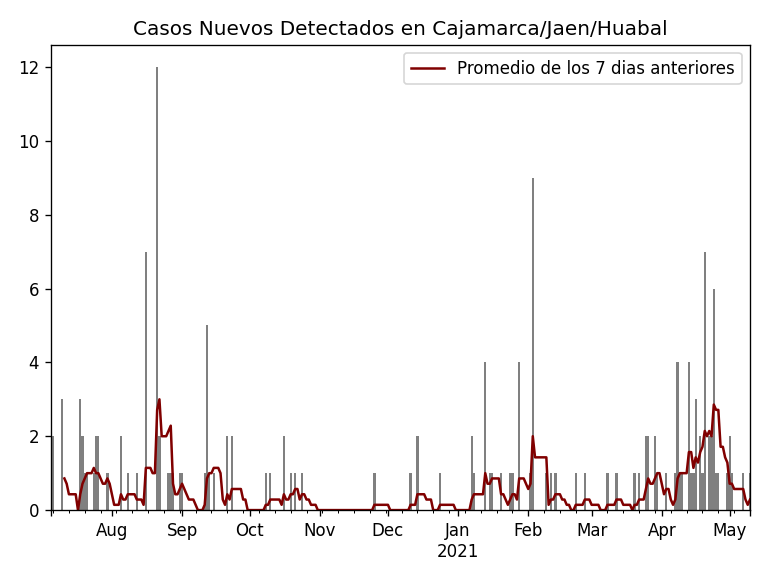 Casos Nuevos Detectados en Cajamarca/Jaen/Huabal
Promedio de los 7 dias anteriores
12
10
8
6
4
2
0
Aug Sep Oct Nov Dec Jan Feb Mar Apr May
2021